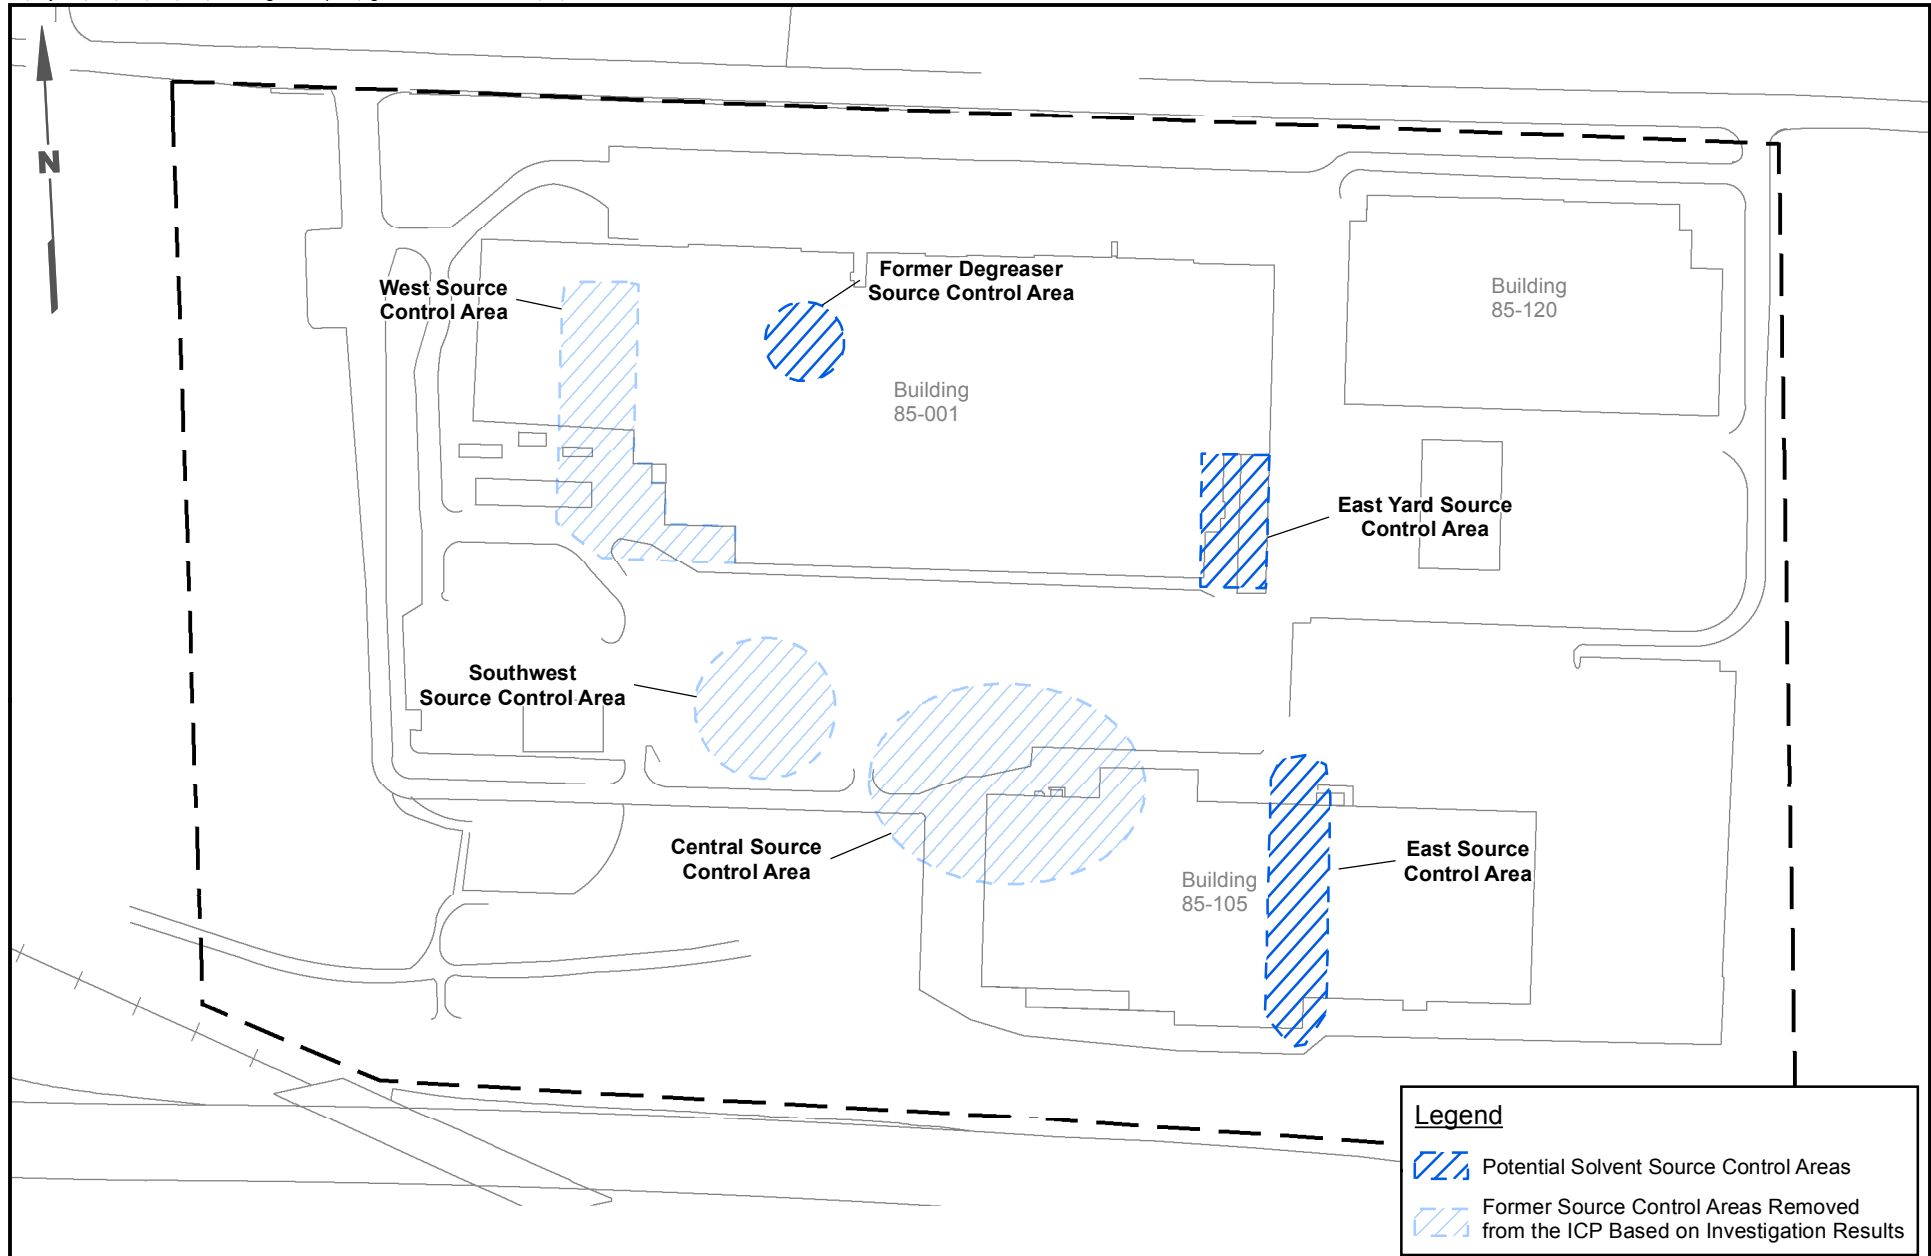 N
West Source
Control Area
Former Degreaser
Source Control Area
Building
85-120
Building
85-001
East Yard Source
Control Area
Southwest
Source Control Area
Central Source
Control Area
East Source
Control Area
Building
85-105
Legend
Potential Solvent Source Control Areas
Former Source Control Areas Removed
from the ICP Based on Investigation Results